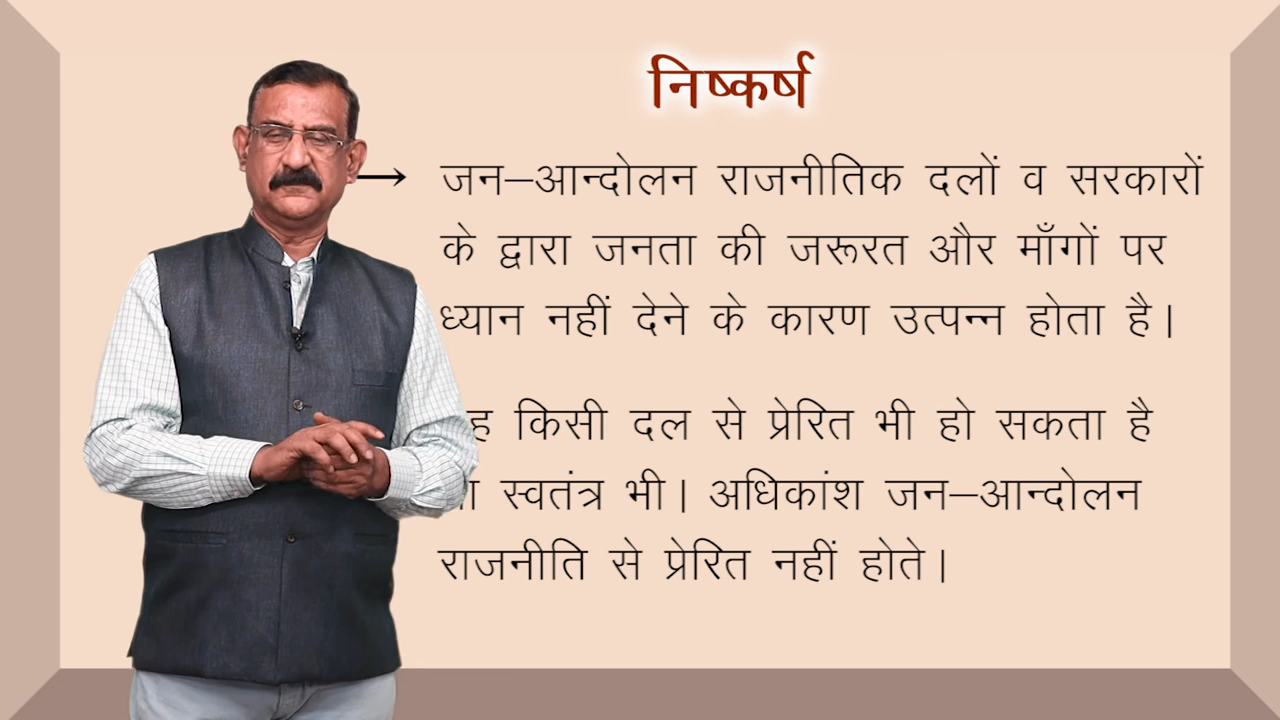 निष्कर्ष
→ जन–आन्दोलन राजनीतिक दलों व सरकारों
के द्वारा जनता की जरूरत और माँगों पर
ध्यान नहीं देने के कारण उत्पन्न होता है।
किसी दल से प्रेरित भी हो सकता है
स्वतंत्र भी। अधिकांश जन–आन्दोलन
राजनीति से प्रेरित नहीं होते।